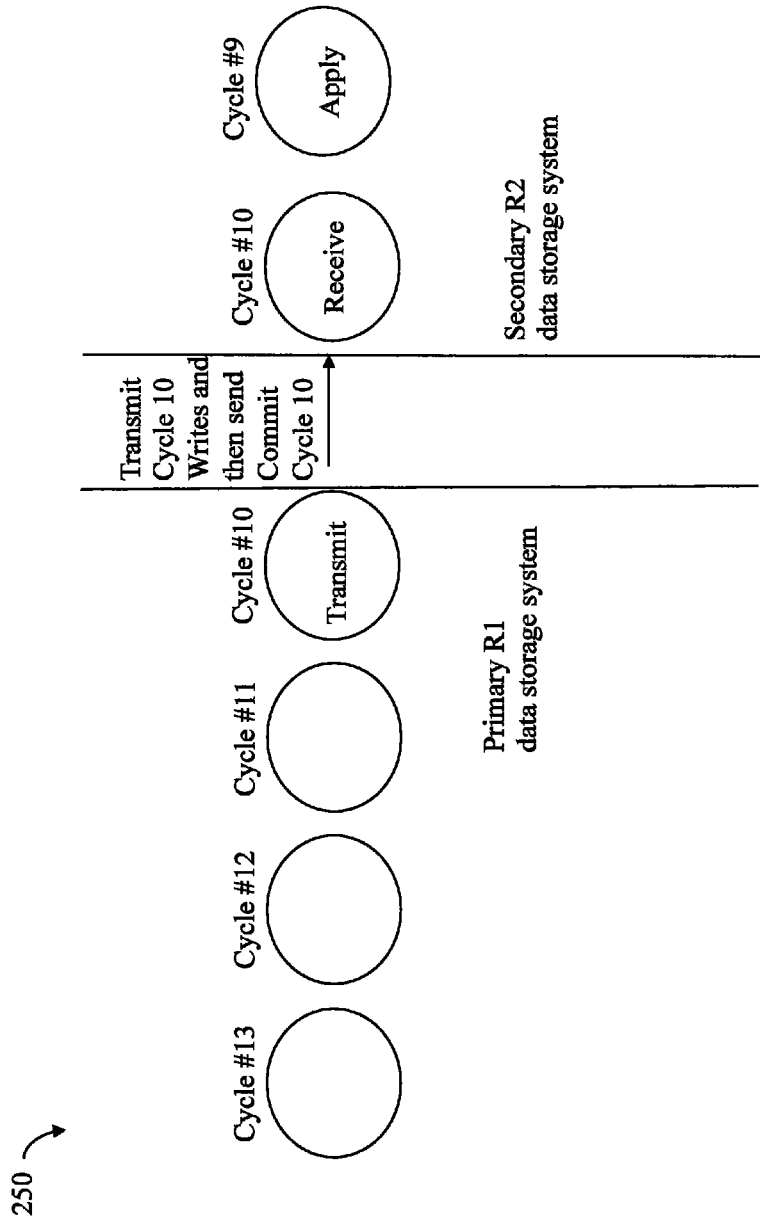 250
Cycle #13
Cycle #12
Cycle #11
Cycle #10
Transmit
Primary R1
data storage system
Transmit
Cycle 10
Writes and
then send
Commit
Cycle 10
Cycle #10
Receive
Cycle #9
Apply
Secondary R2
data storage system